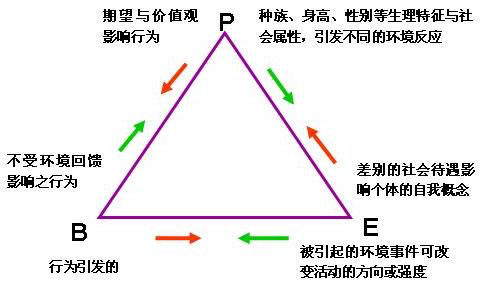 期望与价值观
影响行为
P
种族、身高、性别等生理特征与社
会属性，引发不同的环境反应
不受环境回馈
影响之行为
差别的社会待遇影
响个体的自我概念
B
E
行为引发的
被引起的环境事件可改
变活动的方向或强度